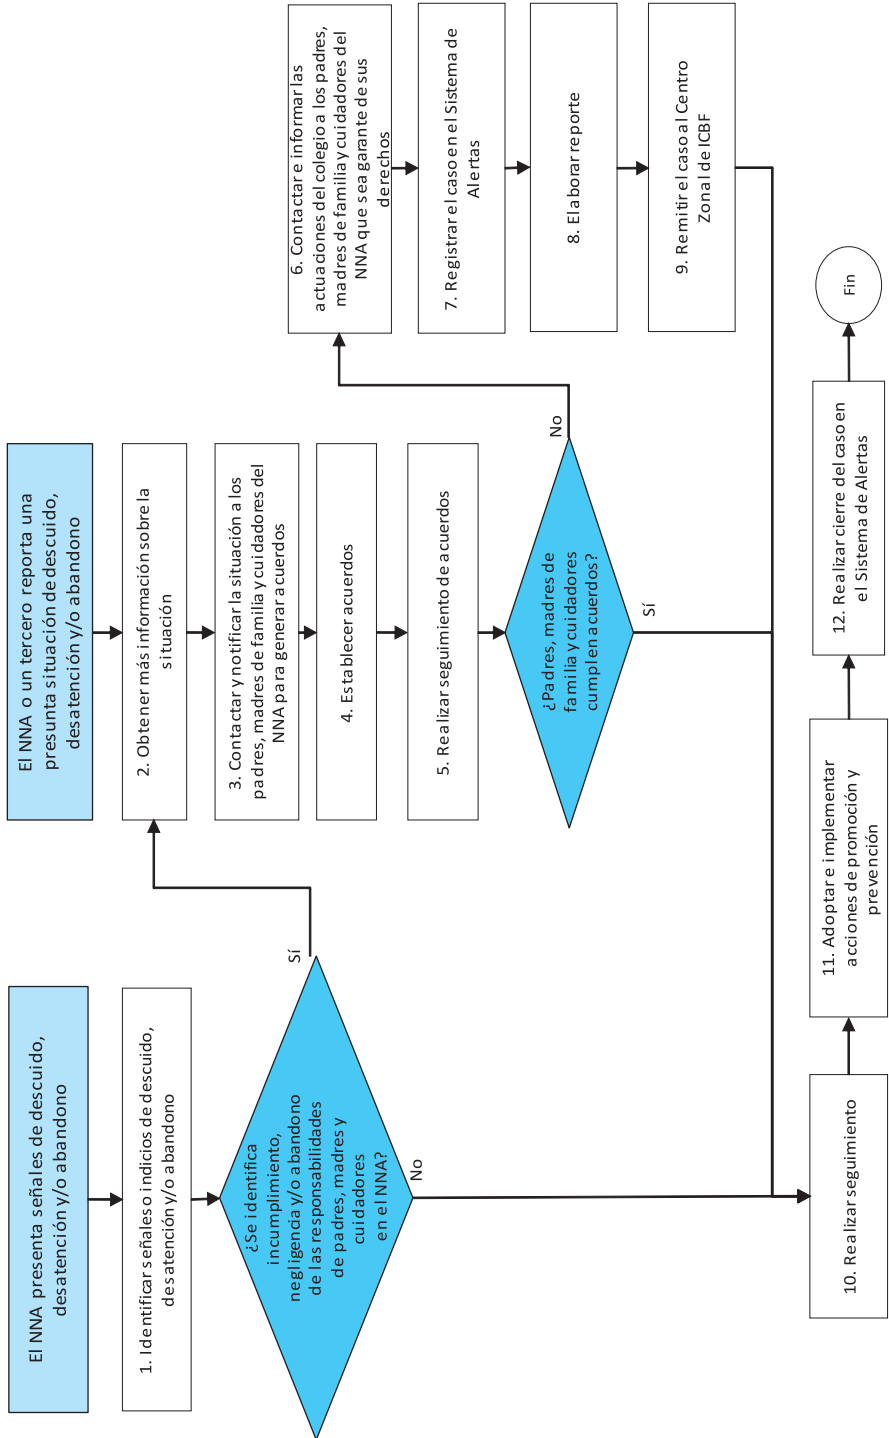 El NNA presenta señales de descuido,
desatención y/o abandono
1. Identificar señales o indicios de descuido,
desatención y/o abandono
¿Se identifica
incumplimiento,
negligencia y/o abandono
de las responsabilidades
de padres, madres y
cuidadores
en el NNA?
Sí
No
El NNA o un tercero reporta una
presunta situación de descuido,
desatención y/o abandono
2. Obtener más información sobre la
situación
3. Contactar y notificar la situación a los
padres, madres de familia y cuidadores del
NNA para generar acuerdos
4. Establecer acuerdos
5. Realizar seguimiento de acuerdos
¿Padres, madres de
familia y cuidadores
cumplen acuerdos?
No
Sí
6. Contactar e informar las
actuaciones del colegio a los padres,
madres de familia y cuidadores del
NNA que sea garante de sus
derechos
7. Registrar el caso en el Sistema de
Alertas
8. Elaborar reporte
9. Remitir el caso al Centro
Zonal de ICBF
10. Realizar seguimiento
11. Adoptar e implementar
acciones de promoción y
prevención
12. Realizar cierre del caso en
el Sistema de Alertas
Fin